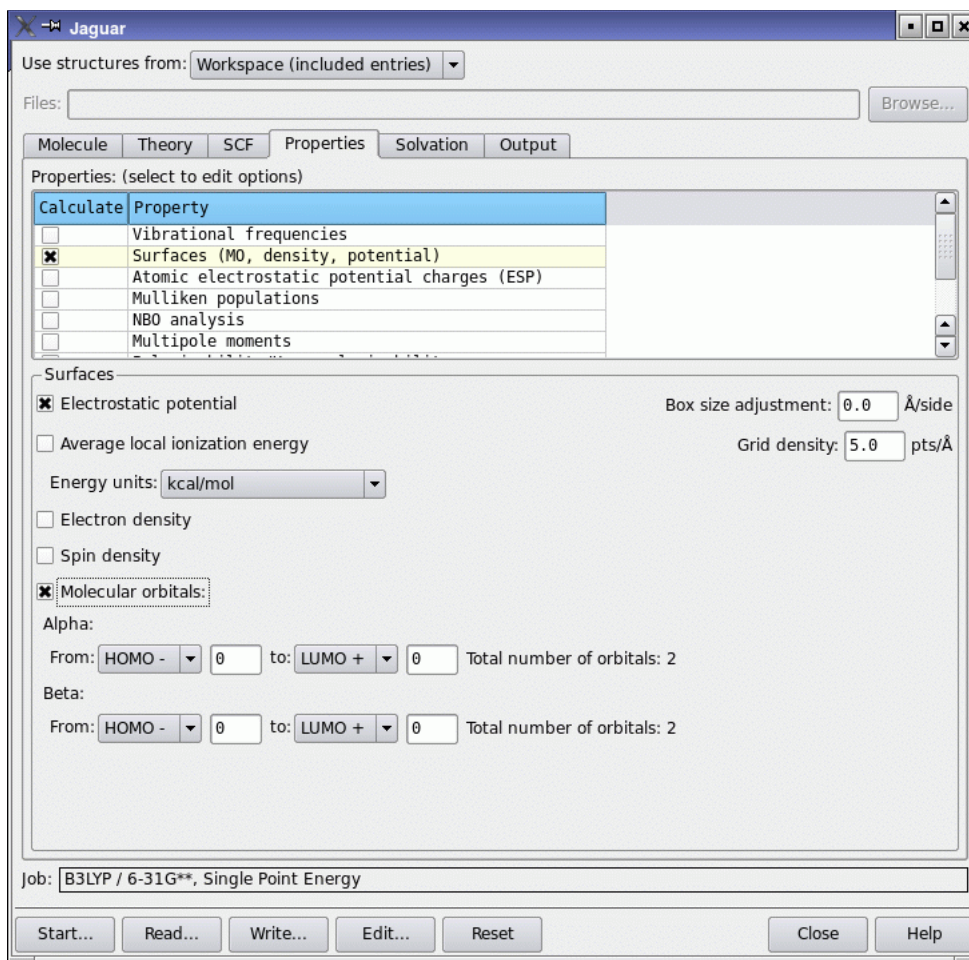 Jaguar
Use structures from: Workspace (included entries)
Files: Browse...
Molecule Theory SCF Properties Solvation Output
Properties: (select to edit options)
Calculate Property
Vibrational frequencies
Surfaces (MO, density, potential)
Atomic electrostatic potential charges (ESP)
Mulliken populations
NBO analysis
Multipole moments
Surfaces
Electrostatic potential Box size adjustment: 0.0 Å/side
Average local ionization energy Grid density: 5.0 pts/Å
Energy units: kcal/mol
Electron density
Spin density
Molecular orbitals:
Alpha:
From: HOMO - 0 to: LUMO + 0 Total number of orbitals: 2
Beta:
From: HOMO - 0 to: LUMO + 0 Total number of orbitals: 2
Job: B3LYP / 6-31G**, Single Point Energy
Start... Read... Write... Edit... Reset Close Help